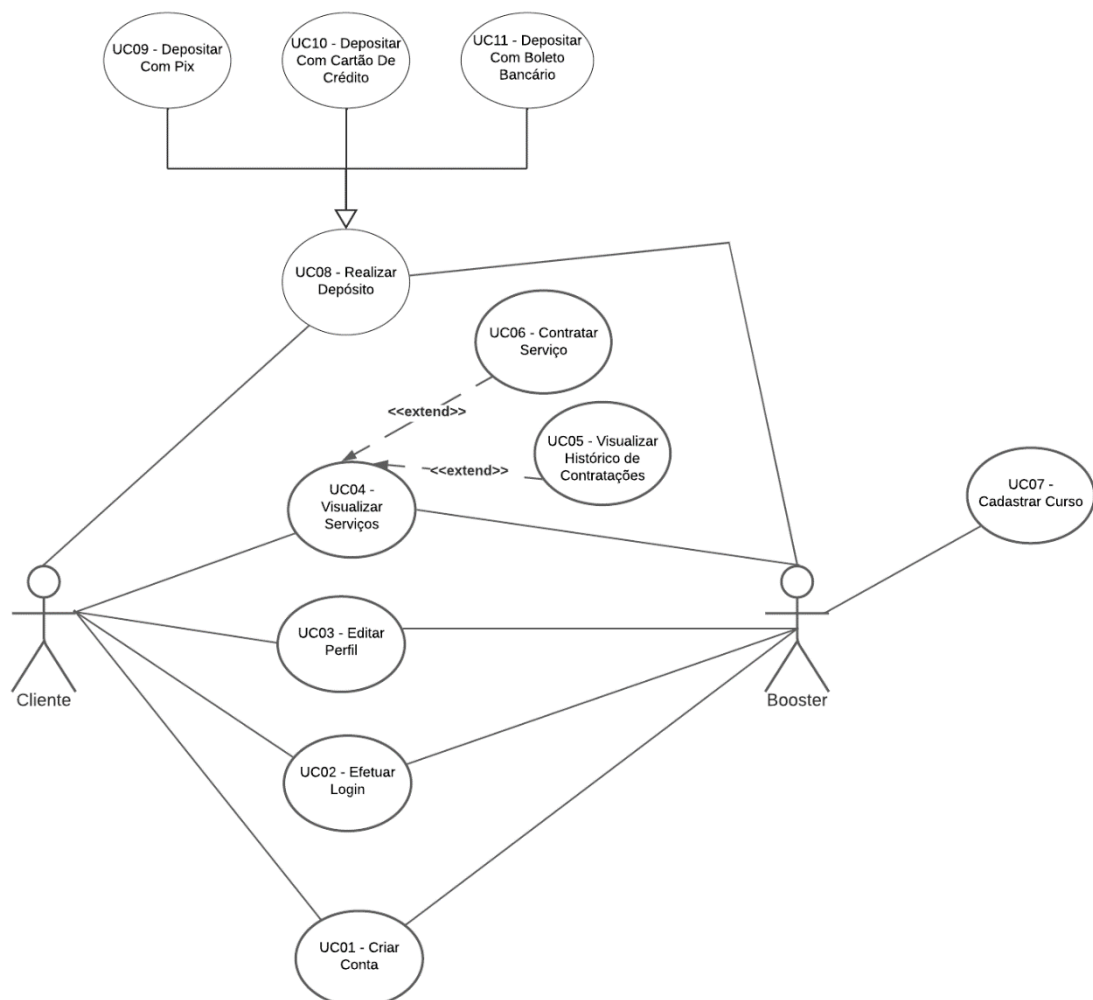 UC09 - Depositar
Com Pix
UC10 - Depositar
Com Cartão De
Crédito
UC11 - Depositar
Com Boleto
Bancário
UC08 - Realizar
Depósito
UC06 - Contratar
Serviço
<<extend>>
UC05 - Visualizar
Histórico de
Contratações
<<extend>>
UC04 -
Visualizar
Serviços
UC07 -
Cadastrar Curso
UC03 - Editar
Perfil
Cliente
Booster
UC02 - Efetuar
Login
UC01 - Criar
Conta